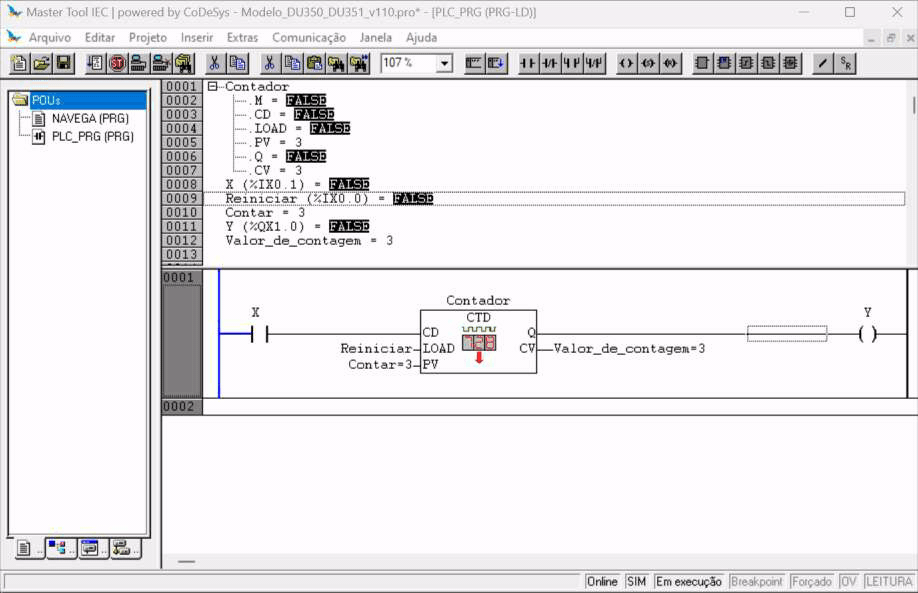 Master Tool IEC | powered by CoDeSys - Modelo_DU350_DU351_v110.pro* - [PLC_PRG (PRG-LD)]
Arquivo Editar Projeto Inserir Extras Comunicação Janela Ajuda
107 %
POUs
NAVEGA (PRG)
PLC_PRG (PRG)
0001 Contador
0002 .M = FALSE
0003 .CD = FALSE
0004 .LOAD = FALSE
0005 .PV = 3
0006 .Q = FALSE
0007 .CV = 3
0008 X (%IX0.1) = FALSE
0009 Reiniciar (%IX0.0) = FALSE
0010 Contar = 3
0011 Y (%QX1.0) = FALSE
0012 Valor_de_contagem = 3
0013
0001
Contador
X CTD Y
CD Q
Reiniciar LOAD CV Valor_de_contagem=3
Contar=3 PV
0002
Online SIM Em execução Breakpoint Forçado OV LEITURA